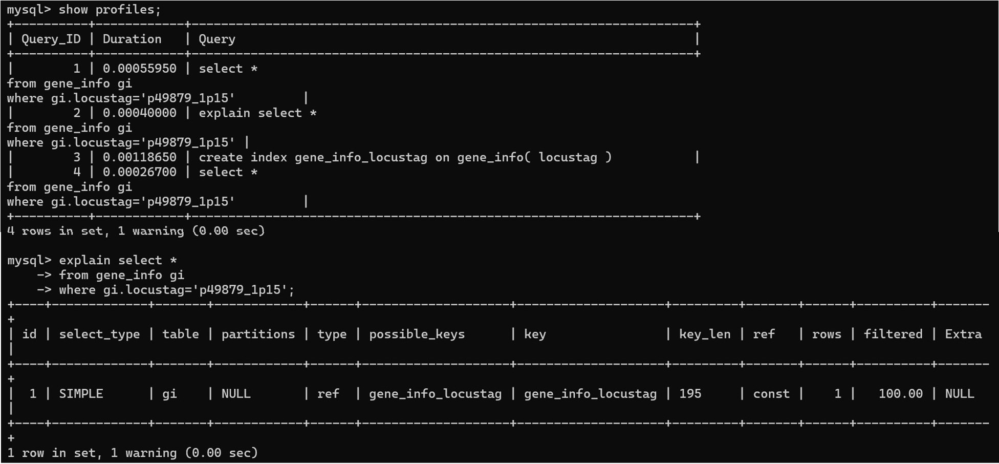 mysql> show profiles;
+----------+------------+--------------------------------------------------------------------+
| Query_ID | Duration   | Query                                                              |
+----------+------------+--------------------------------------------------------------------+
|        1 | 0.00055950 | select *
from gene_info gi
where gi.locustag='p49879_1p15'         |
|        2 | 0.00040000 | explain select *
from gene_info gi
where gi.locustag='p49879_1p15' |
|        3 | 0.00118650 | create index gene_info_locustag on gene_info( locustag )           |
|        4 | 0.00026700 | select *
from gene_info gi
where gi.locustag='p49879_1p15'         |
+----------+------------+--------------------------------------------------------------------+
4 rows in set, 1 warning (0.00 sec)

mysql> explain select *
    -> from gene_info gi
    -> where gi.locustag='p49879_1p15';
+----+-------------+-------+------------+------+--------------------+--------------------+---------+-------+------+----------+-------
+
| id | select_type | table | partitions | type | possible_keys      | key                | key_len | ref   | rows | filtered | Extra
|
+----+-------------+-------+------------+------+--------------------+--------------------+---------+-------+------+----------+-------
+
|  1 | SIMPLE      | gi    | NULL       | ref  | gene_info_locustag | gene_info_locustag | 195     | const |    1 |   100.00 | NULL
|
+----+-------------+-------+------------+------+--------------------+--------------------+---------+-------+------+----------+-------
+
1 row in set, 1 warning (0.00 sec)